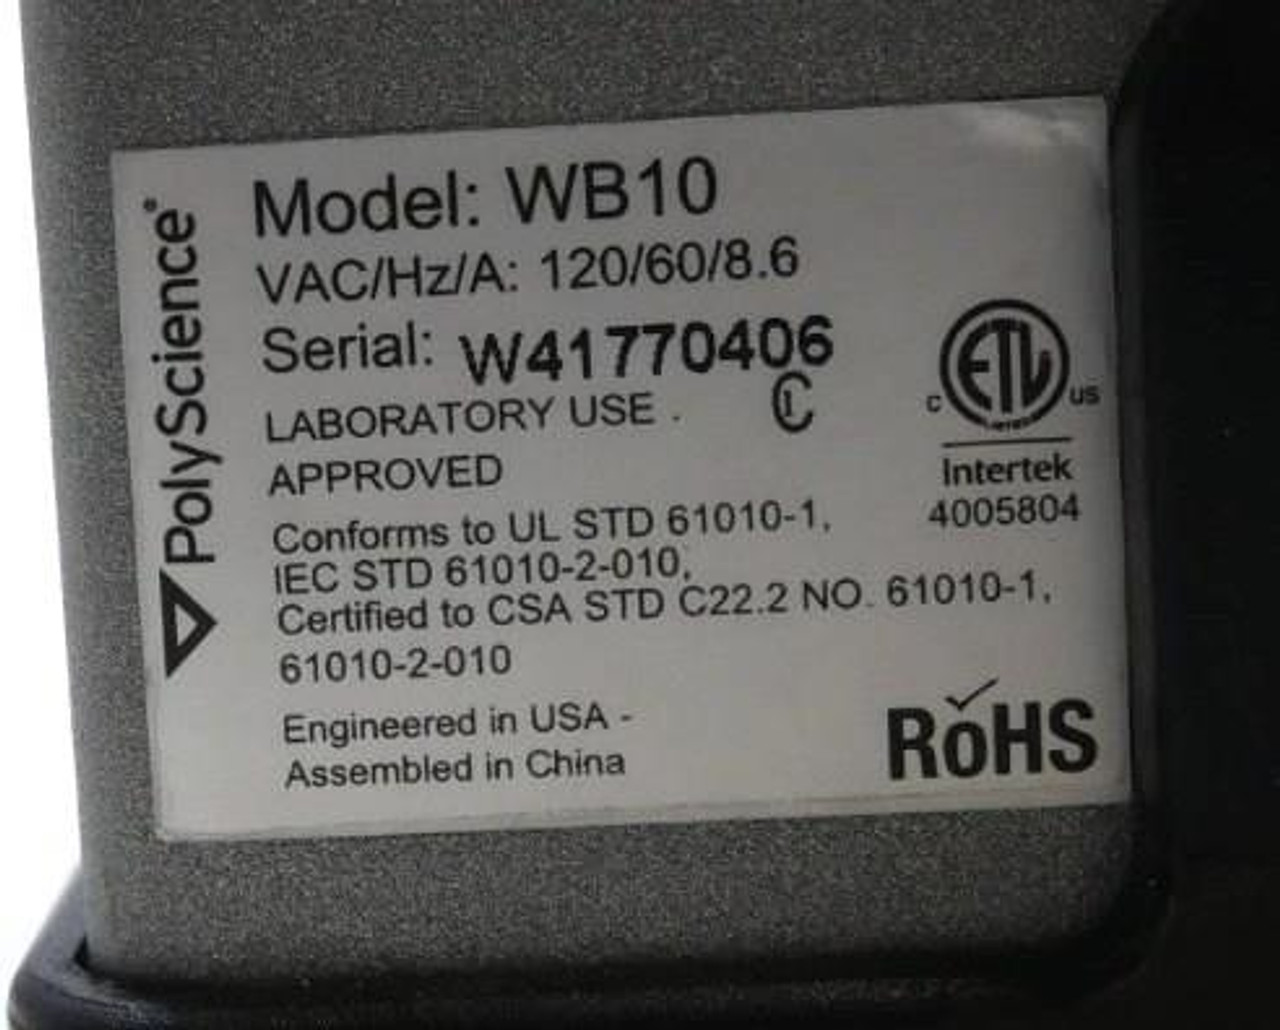 PolyScience®
Model: WB10
VAC/Hz/A: 120/60/8.6
Serial: W41770406
LABORATORY USE .
APPROVED
Conforms to UL STD 61010-1,
IEC STD 61010-2-010,
Certified to CSA STD C22.2 NO. 61010-1,
61010-2-010
Engineered in USA -
Assembled in China
C ETL US
Intertek
4005804
RoHS